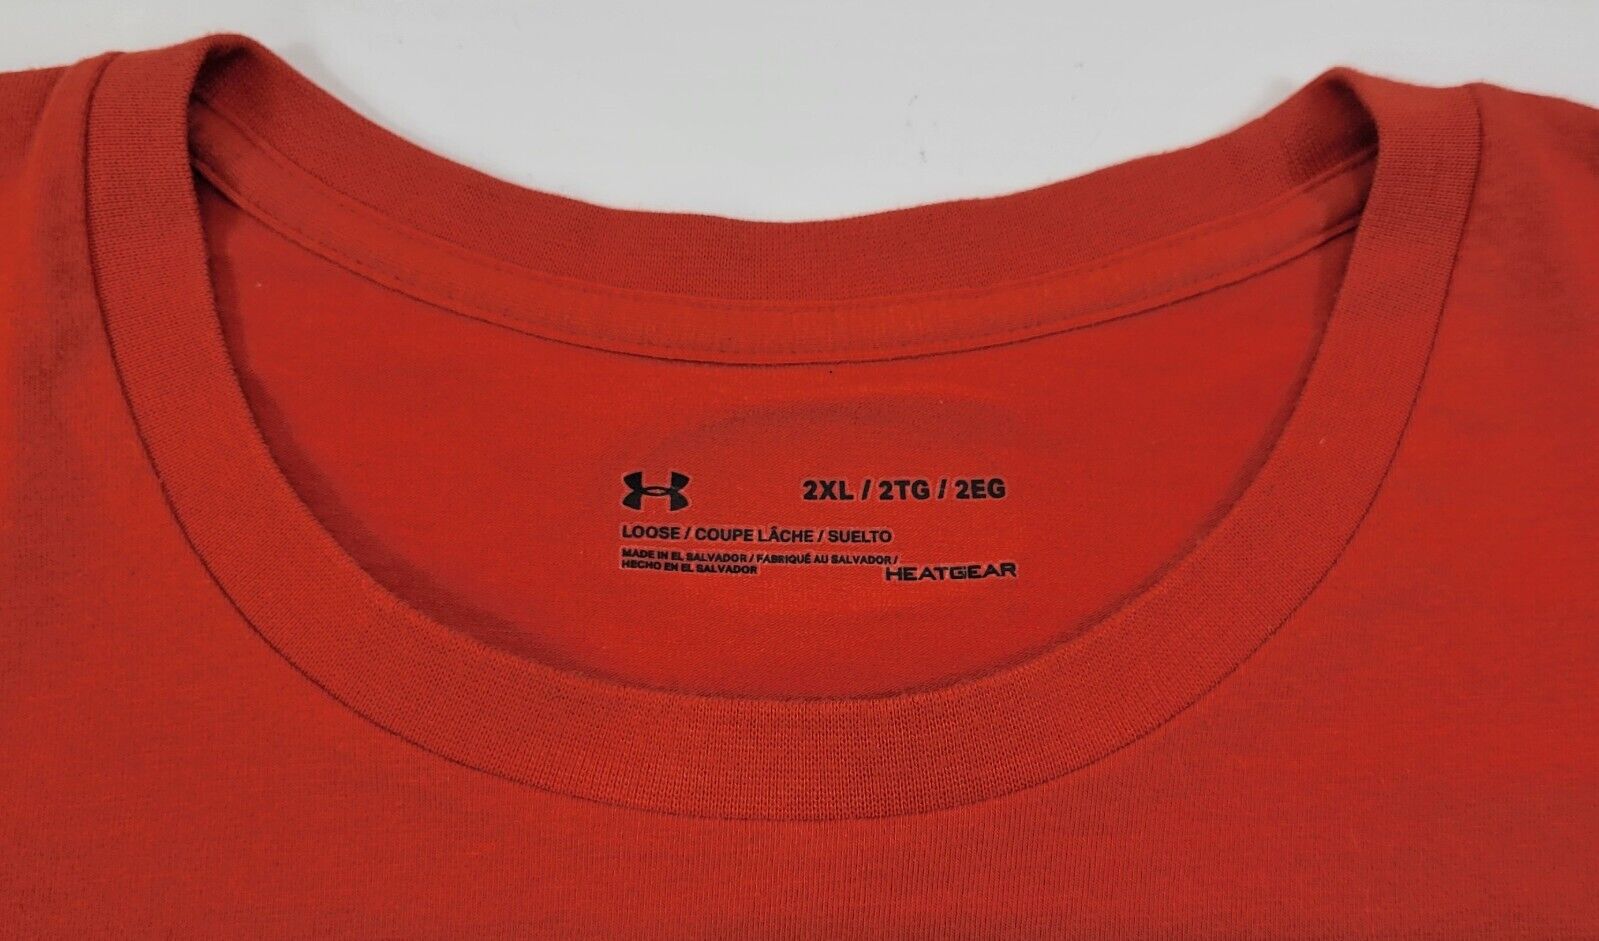 2XL / 2TG / 2EG
LOOSE / COUPE LÂCHE / SUELTO
MADE IN EL SALVADOR / FABRIQUÉ AU SALVADOR /
HECHO EN EL SALVADOR
HEATGEAR